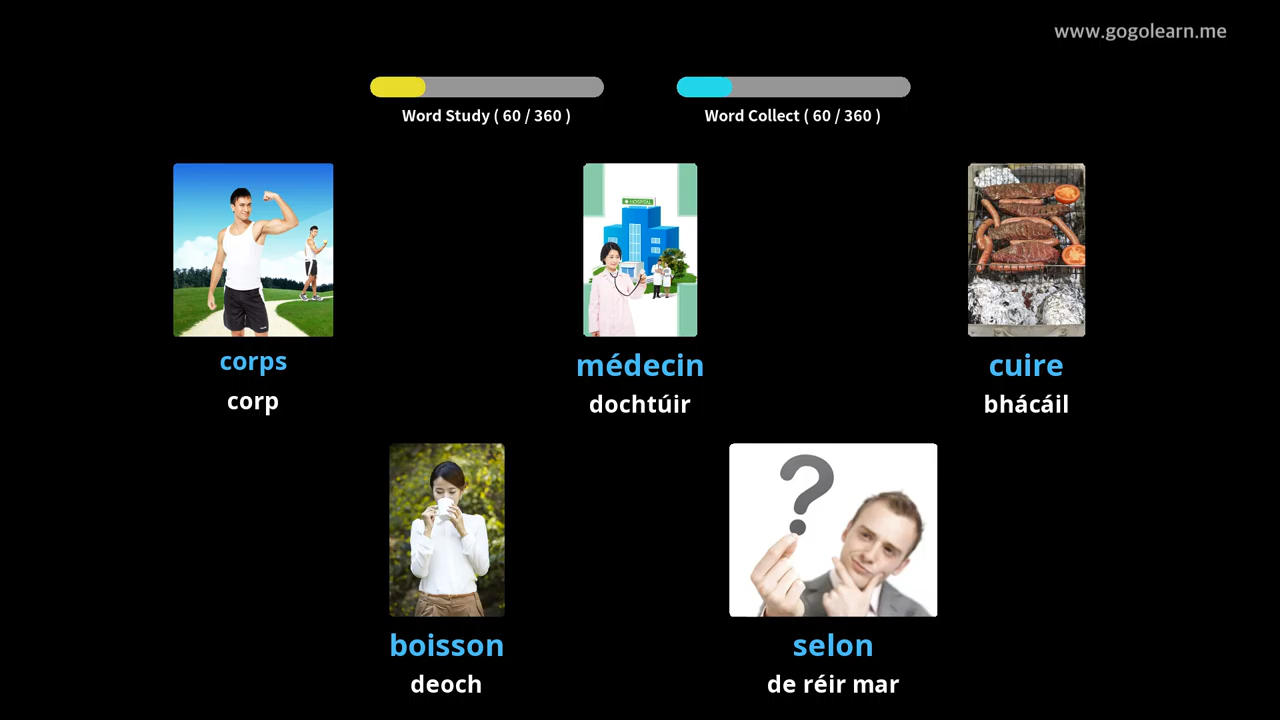 www.gogolearn.me
Word Study ( 60 / 360 )
Word Collect ( 60 / 360 )
HOSPITAL
corps
médecin
cuire
corp
dochtúir
bhácáil
boisson
selon
deoch
de réir mar